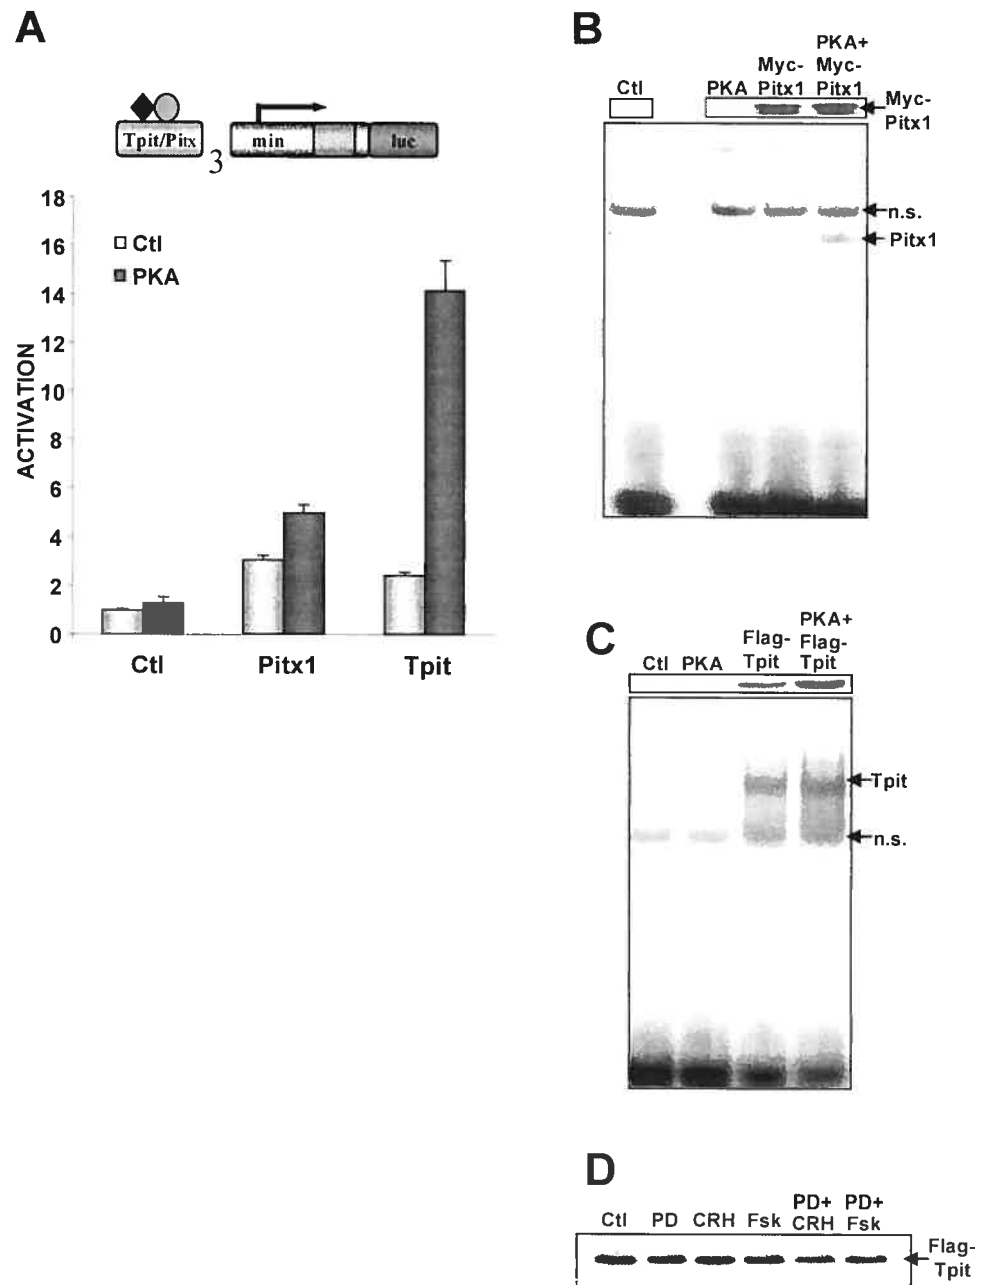 A
Tpit/Pitx
3
min
luc
18
16
14
12
10
8
6
4
2
0
ACTIVATION
Ctl
PKA
Ctl
Pitx1
Tpit
B
Ctl
PKA
Myc-
Pitx1
PKA+
Myc-
Pitx1
Myc-
Pitx1
n.s.
Pitx1
C
Ctl
PKA
Flag-
Tpit
PKA+
Flag-
Tpit
Tpit
n.s.
D
Ctl
PD
CRH
Fsk
PD+
CRH
PD+
Fsk
Flag-
Tpit